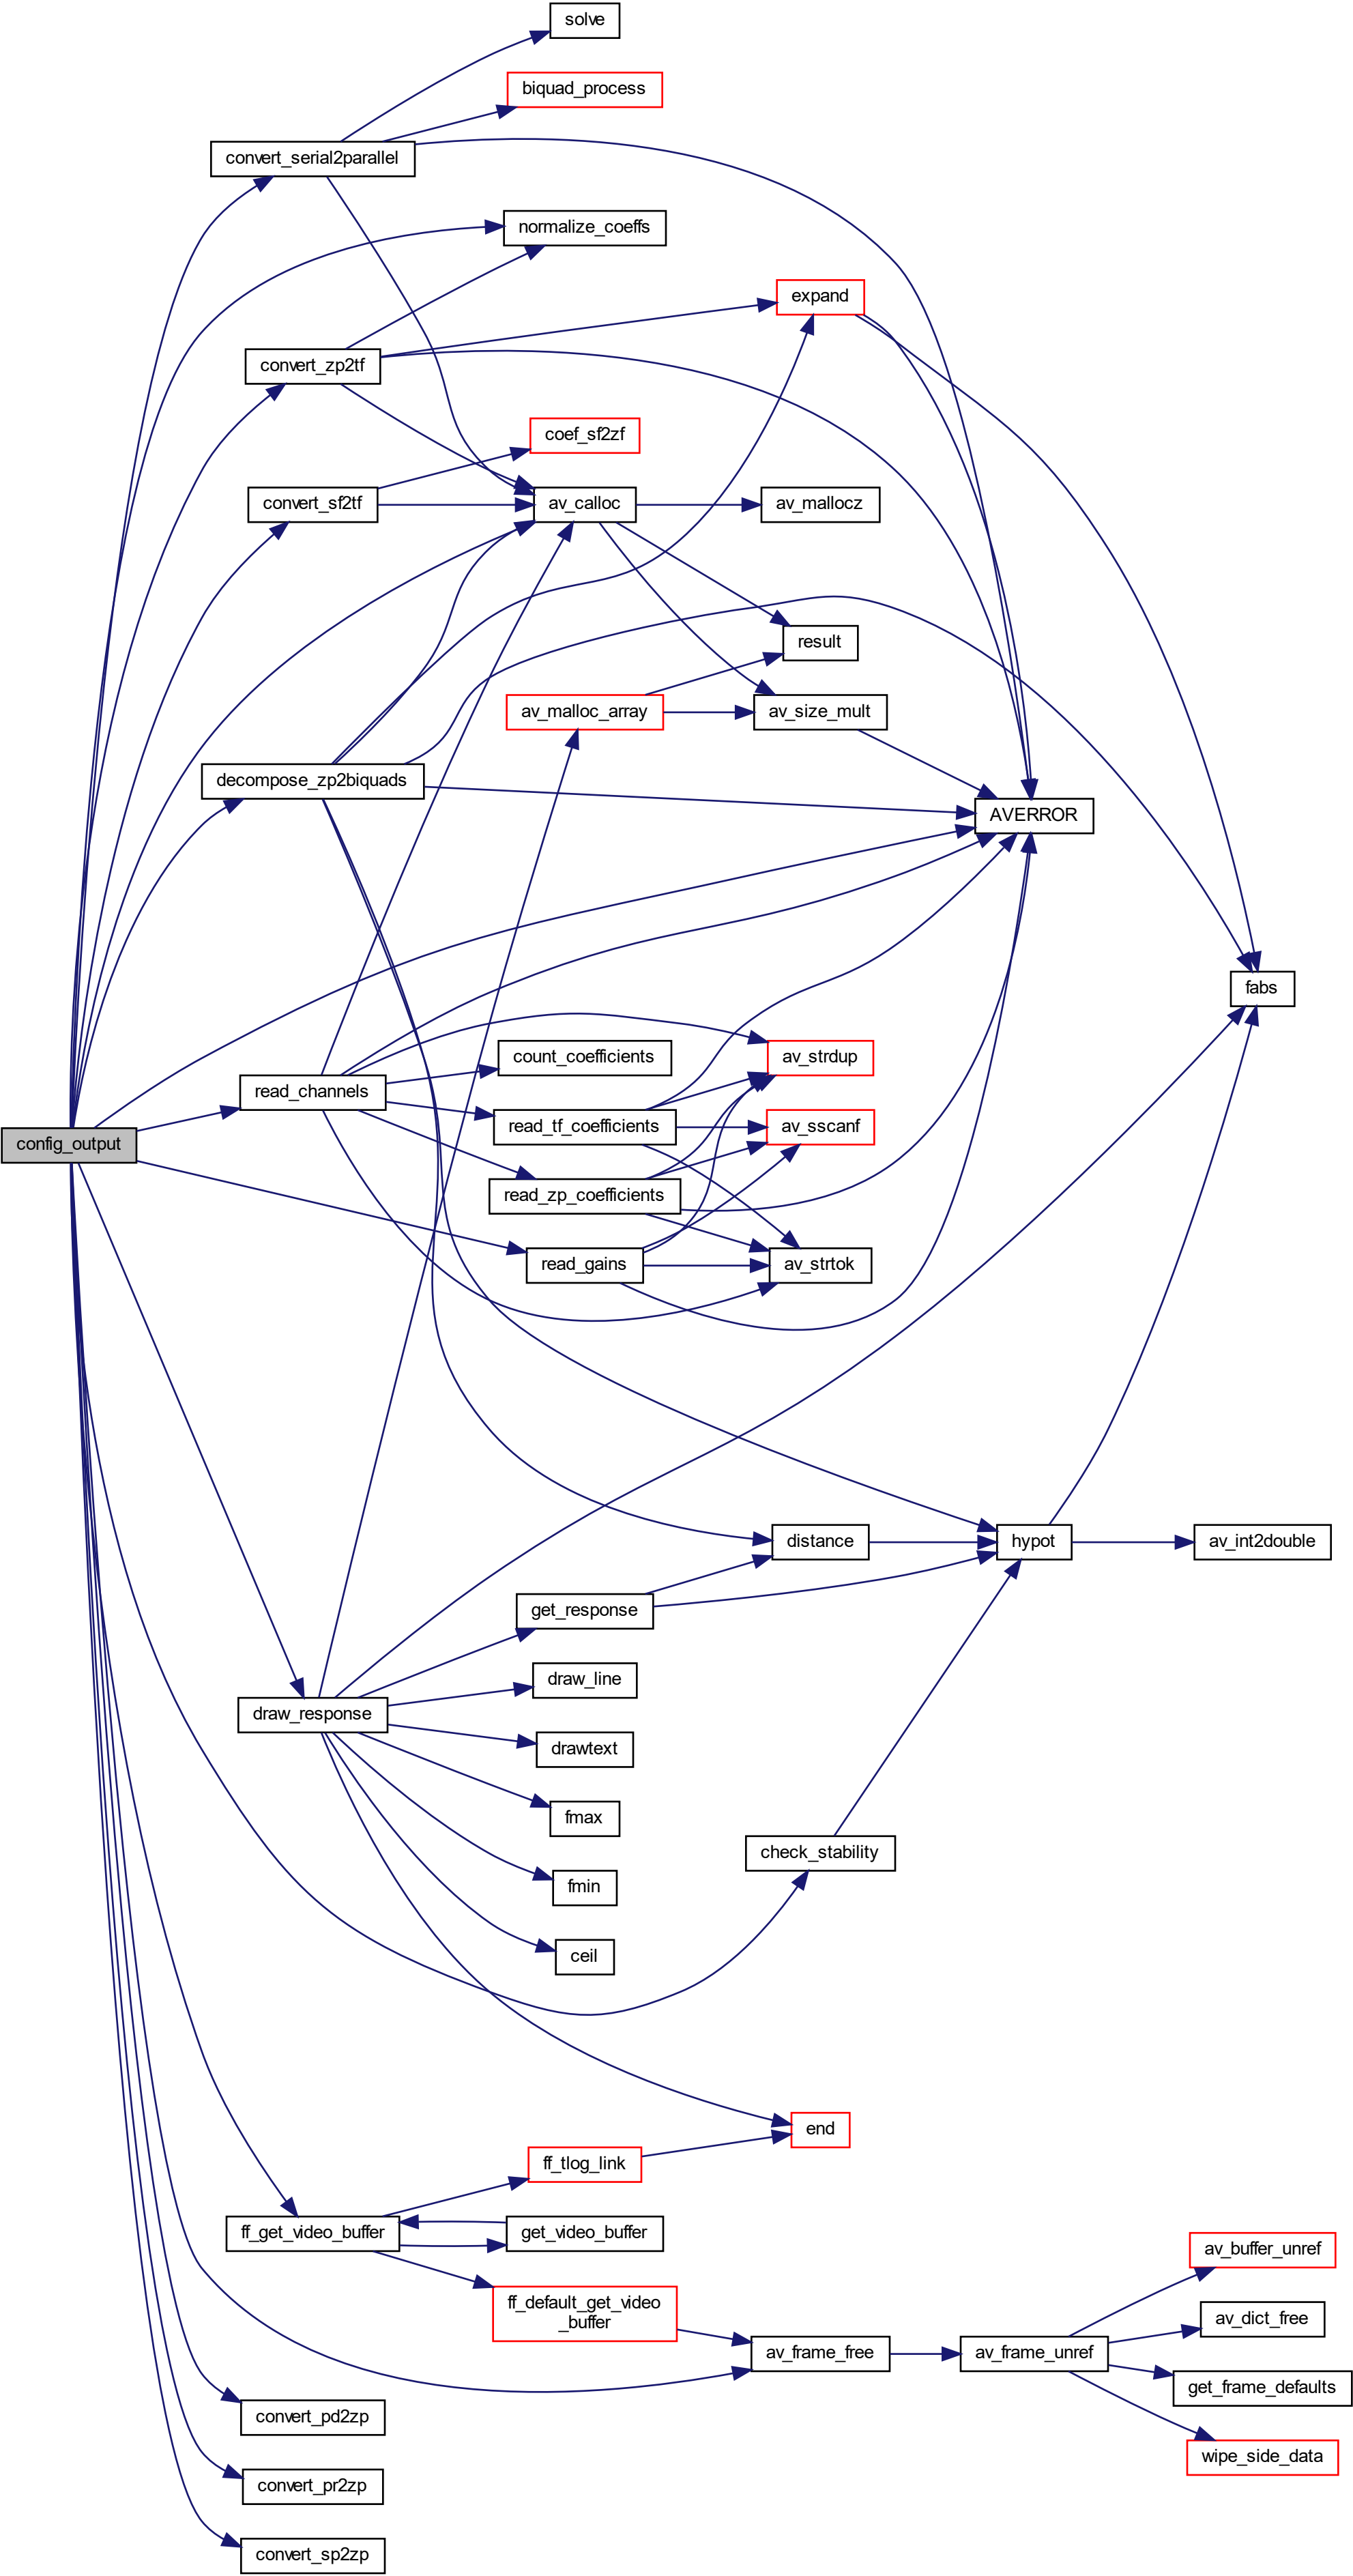 solve
biquad_process
convert_serial2parallel
normalize_coeffs
expand
convert_zp2tf
coef_sf2zf
convert_sf2tf
av_calloc
av_mallocz
result
av_malloc_array
av_size_mult
decompose_zp2biquads
AVERROR
fabs
count_coefficients
av_strdup
read_channels
read_tf_coefficients
av_sscanf
config_output
read_zp_coefficients
read_gains
av_strtok
distance
hypot
av_int2double
get_response
draw_line
draw_response
drawtext
fmax
check_stability
fmin
ceil
end
ff_tlog_link
ff_get_video_buffer
get_video_buffer
av_buffer_unref
ff_default_get_video
_buffer
av_dict_free
av_frame_free
av_frame_unref
get_frame_defaults
convert_pd2zp
wipe_side_data
convert_pr2zp
convert_sp2zp